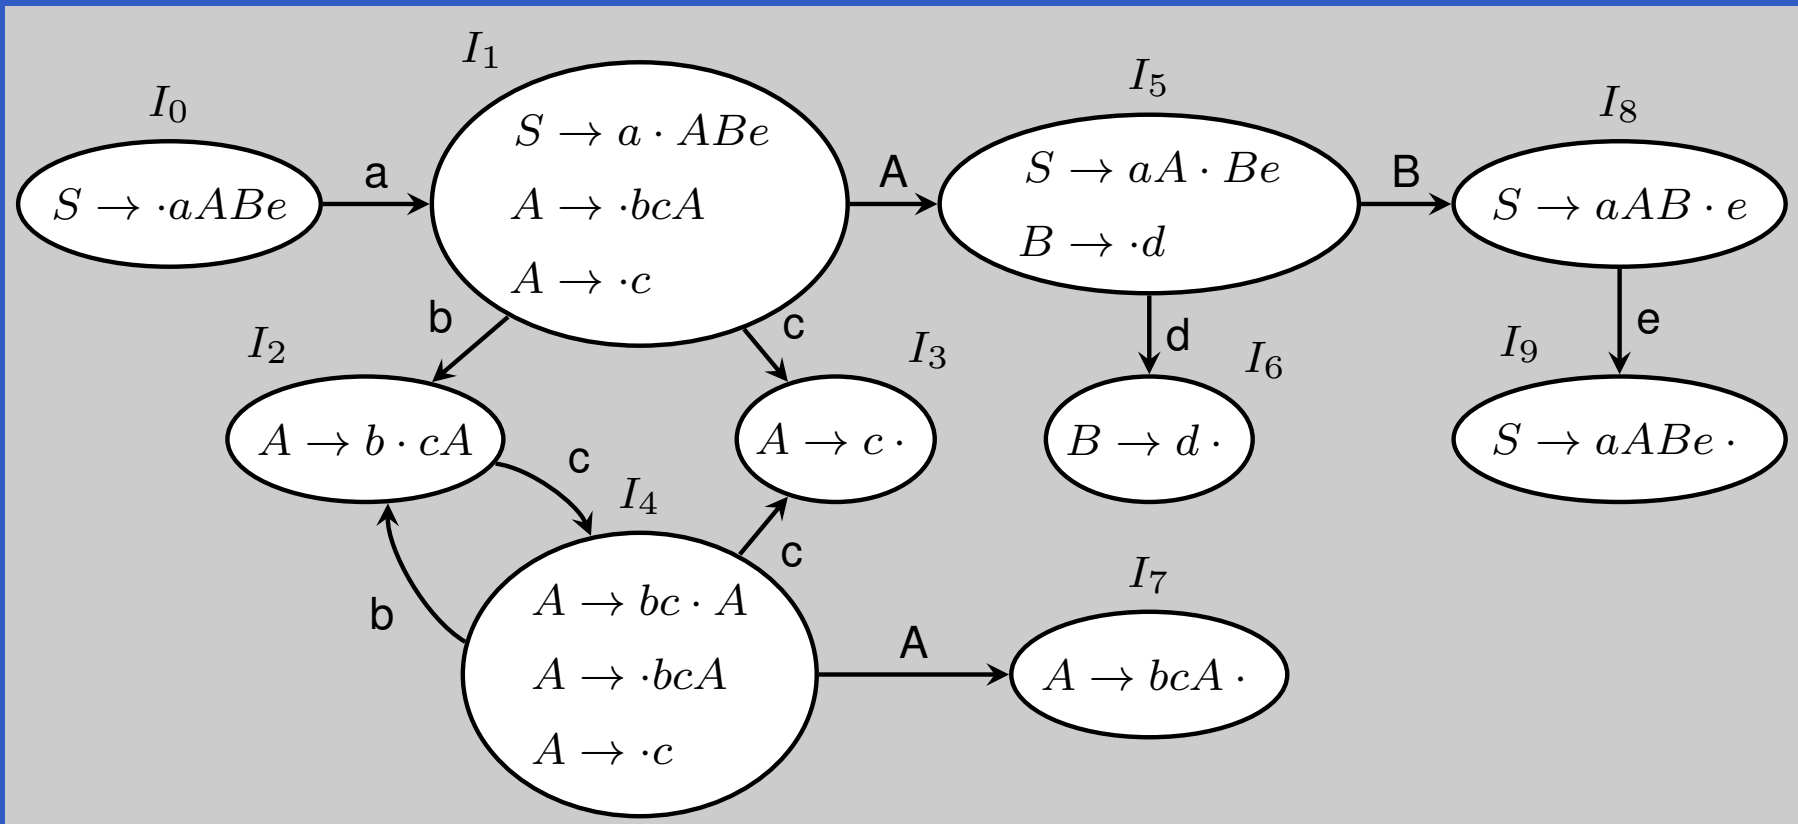 I0
S → ·aABe
a
I1
S → a · ABe
A → ·bcA
A → ·c
A
I5
S → aA · Be
B → ·d
B
I8
S → aAB · e
b
c
d
e
I2
A → b · cA
I3
A → c ·
I6
B → d ·
I9
S → aABe ·
c
b
I4
A → bc · A
A → ·bcA
A → ·c
c
A
I7
A → bcA ·